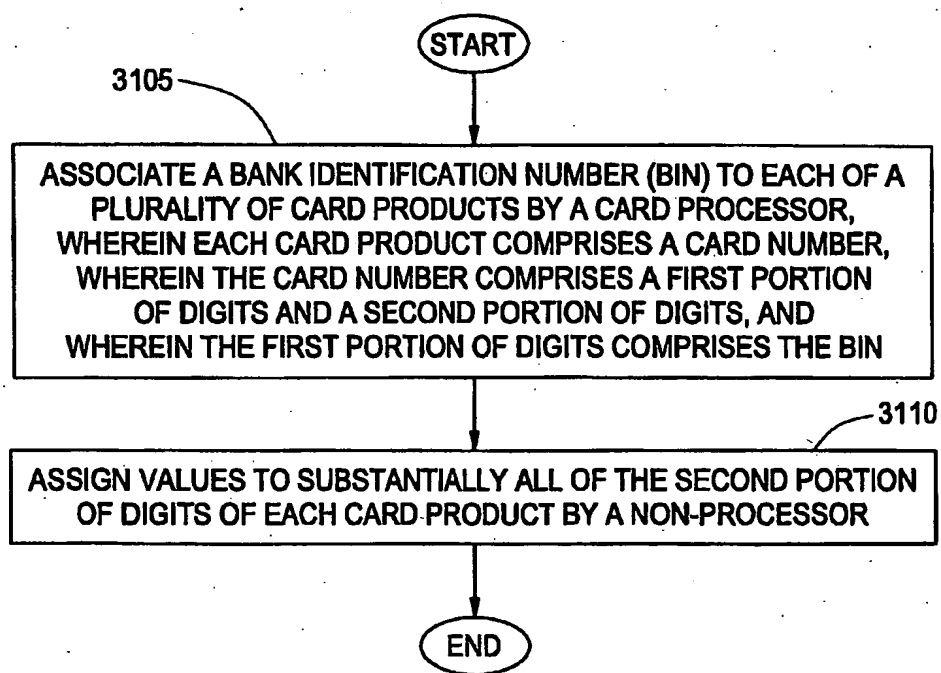 START
3105
ASSOCIATE A BANK IDENTIFICATION NUMBER (BIN) TO EACH OF A
PLURALITY OF CARD PRODUCTS BY A CARD PROCESSOR,
WHEREIN EACH CARD PRODUCT COMPRISES A CARD NUMBER,
WHEREIN THE CARD NUMBER COMPRISES A FIRST PORTION
OF DIGITS AND A SECOND PORTION OF DIGITS, AND
WHEREIN THE FIRST PORTION OF DIGITS COMPRISES THE BIN
3110
ASSIGN VALUES TO SUBSTANTIALLY ALL OF THE SECOND PORTION
OF DIGITS OF EACH CARD PRODUCT BY A NON-PROCESSOR
END